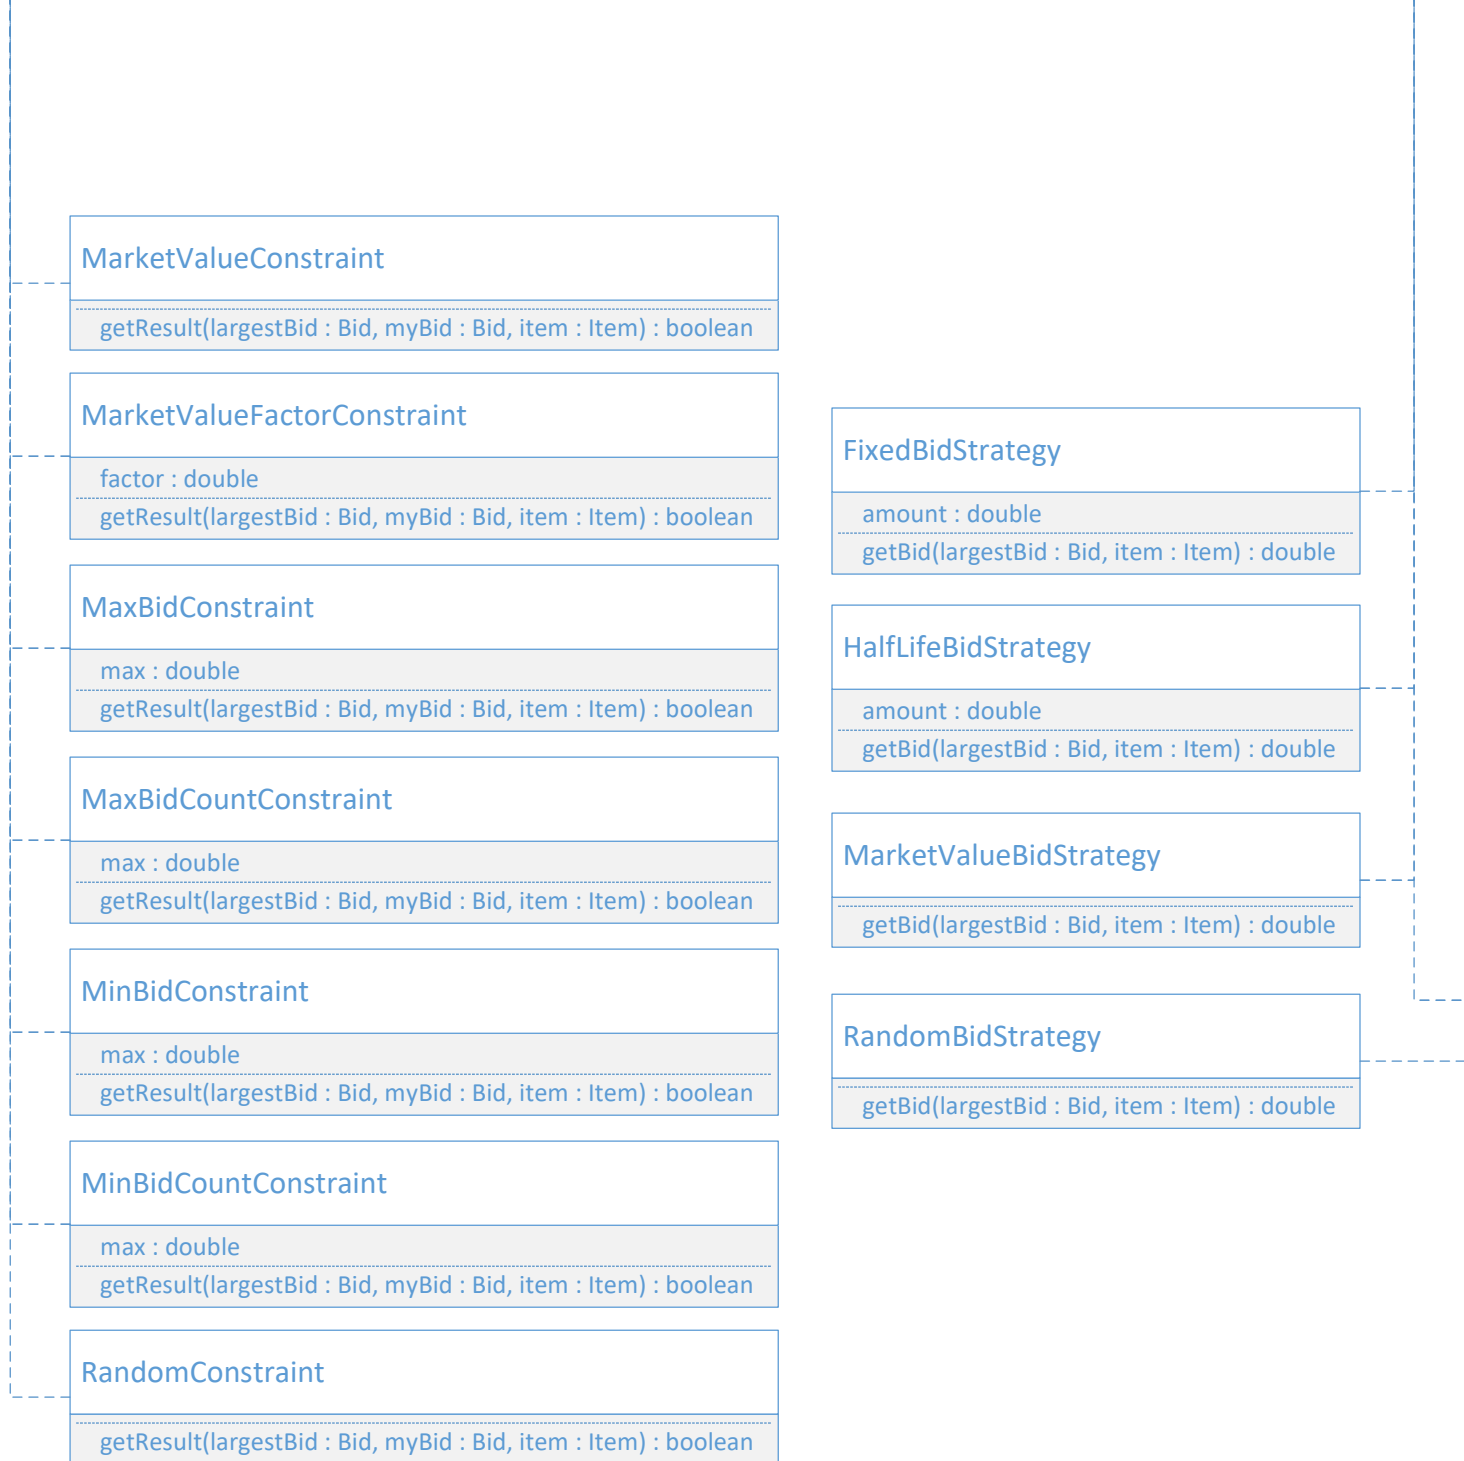 MarketValueConstraint
getResult(largestBid : Bid, myBid : Bid, item : Item) : boolean
MarketValueFactorConstraint
factor : double
getResult(largestBid : Bid, myBid : Bid, item : Item) : boolean
MaxBidConstraint
max : double
getResult(largestBid : Bid, myBid : Bid, item : Item) : boolean
MaxBidCountConstraint
max : double
getResult(largestBid : Bid, myBid : Bid, item : Item) : boolean
MinBidConstraint
max : double
getResult(largestBid : Bid, myBid : Bid, item : Item) : boolean
MinBidCountConstraint
max : double
getResult(largestBid : Bid, myBid : Bid, item : Item) : boolean
RandomConstraint
getResult(largestBid : Bid, myBid : Bid, item : Item) : boolean
FixedBidStrategy
amount : double
getBid(largestBid : Bid, item : Item) : double
HalfLifeBidStrategy
amount : double
getBid(largestBid : Bid, item : Item) : double
MarketValueBidStrategy
getBid(largestBid : Bid, item : Item) : double
RandomBidStrategy
getBid(largestBid : Bid, item : Item) : double